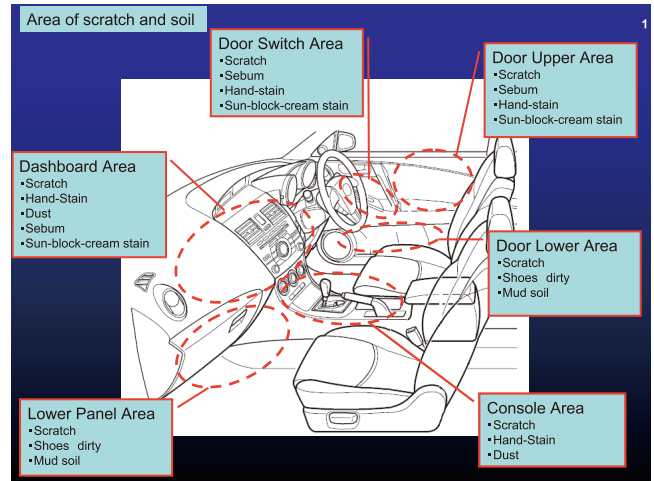 Area of scratch and soil
1
Door Switch Area
▪Scratch
▪Sebum
▪Hand-stain
▪Sun-block-cream stain
Door Upper Area
▪Scratch
▪Sebum
▪Hand-stain
▪Sun-block-cream stain
Dashboard Area
▪Scratch
▪Hand-Stain
▪Dust
▪Sebum
▪Sun-block-cream stain
Door Lower Area
▪Scratch
▪Shoes dirty
▪Mud soil
Lower Panel Area
▪Scratch
▪Shoes dirty
▪Mud soil
Console Area
▪Scratch
▪Hand-Stain
▪Dust